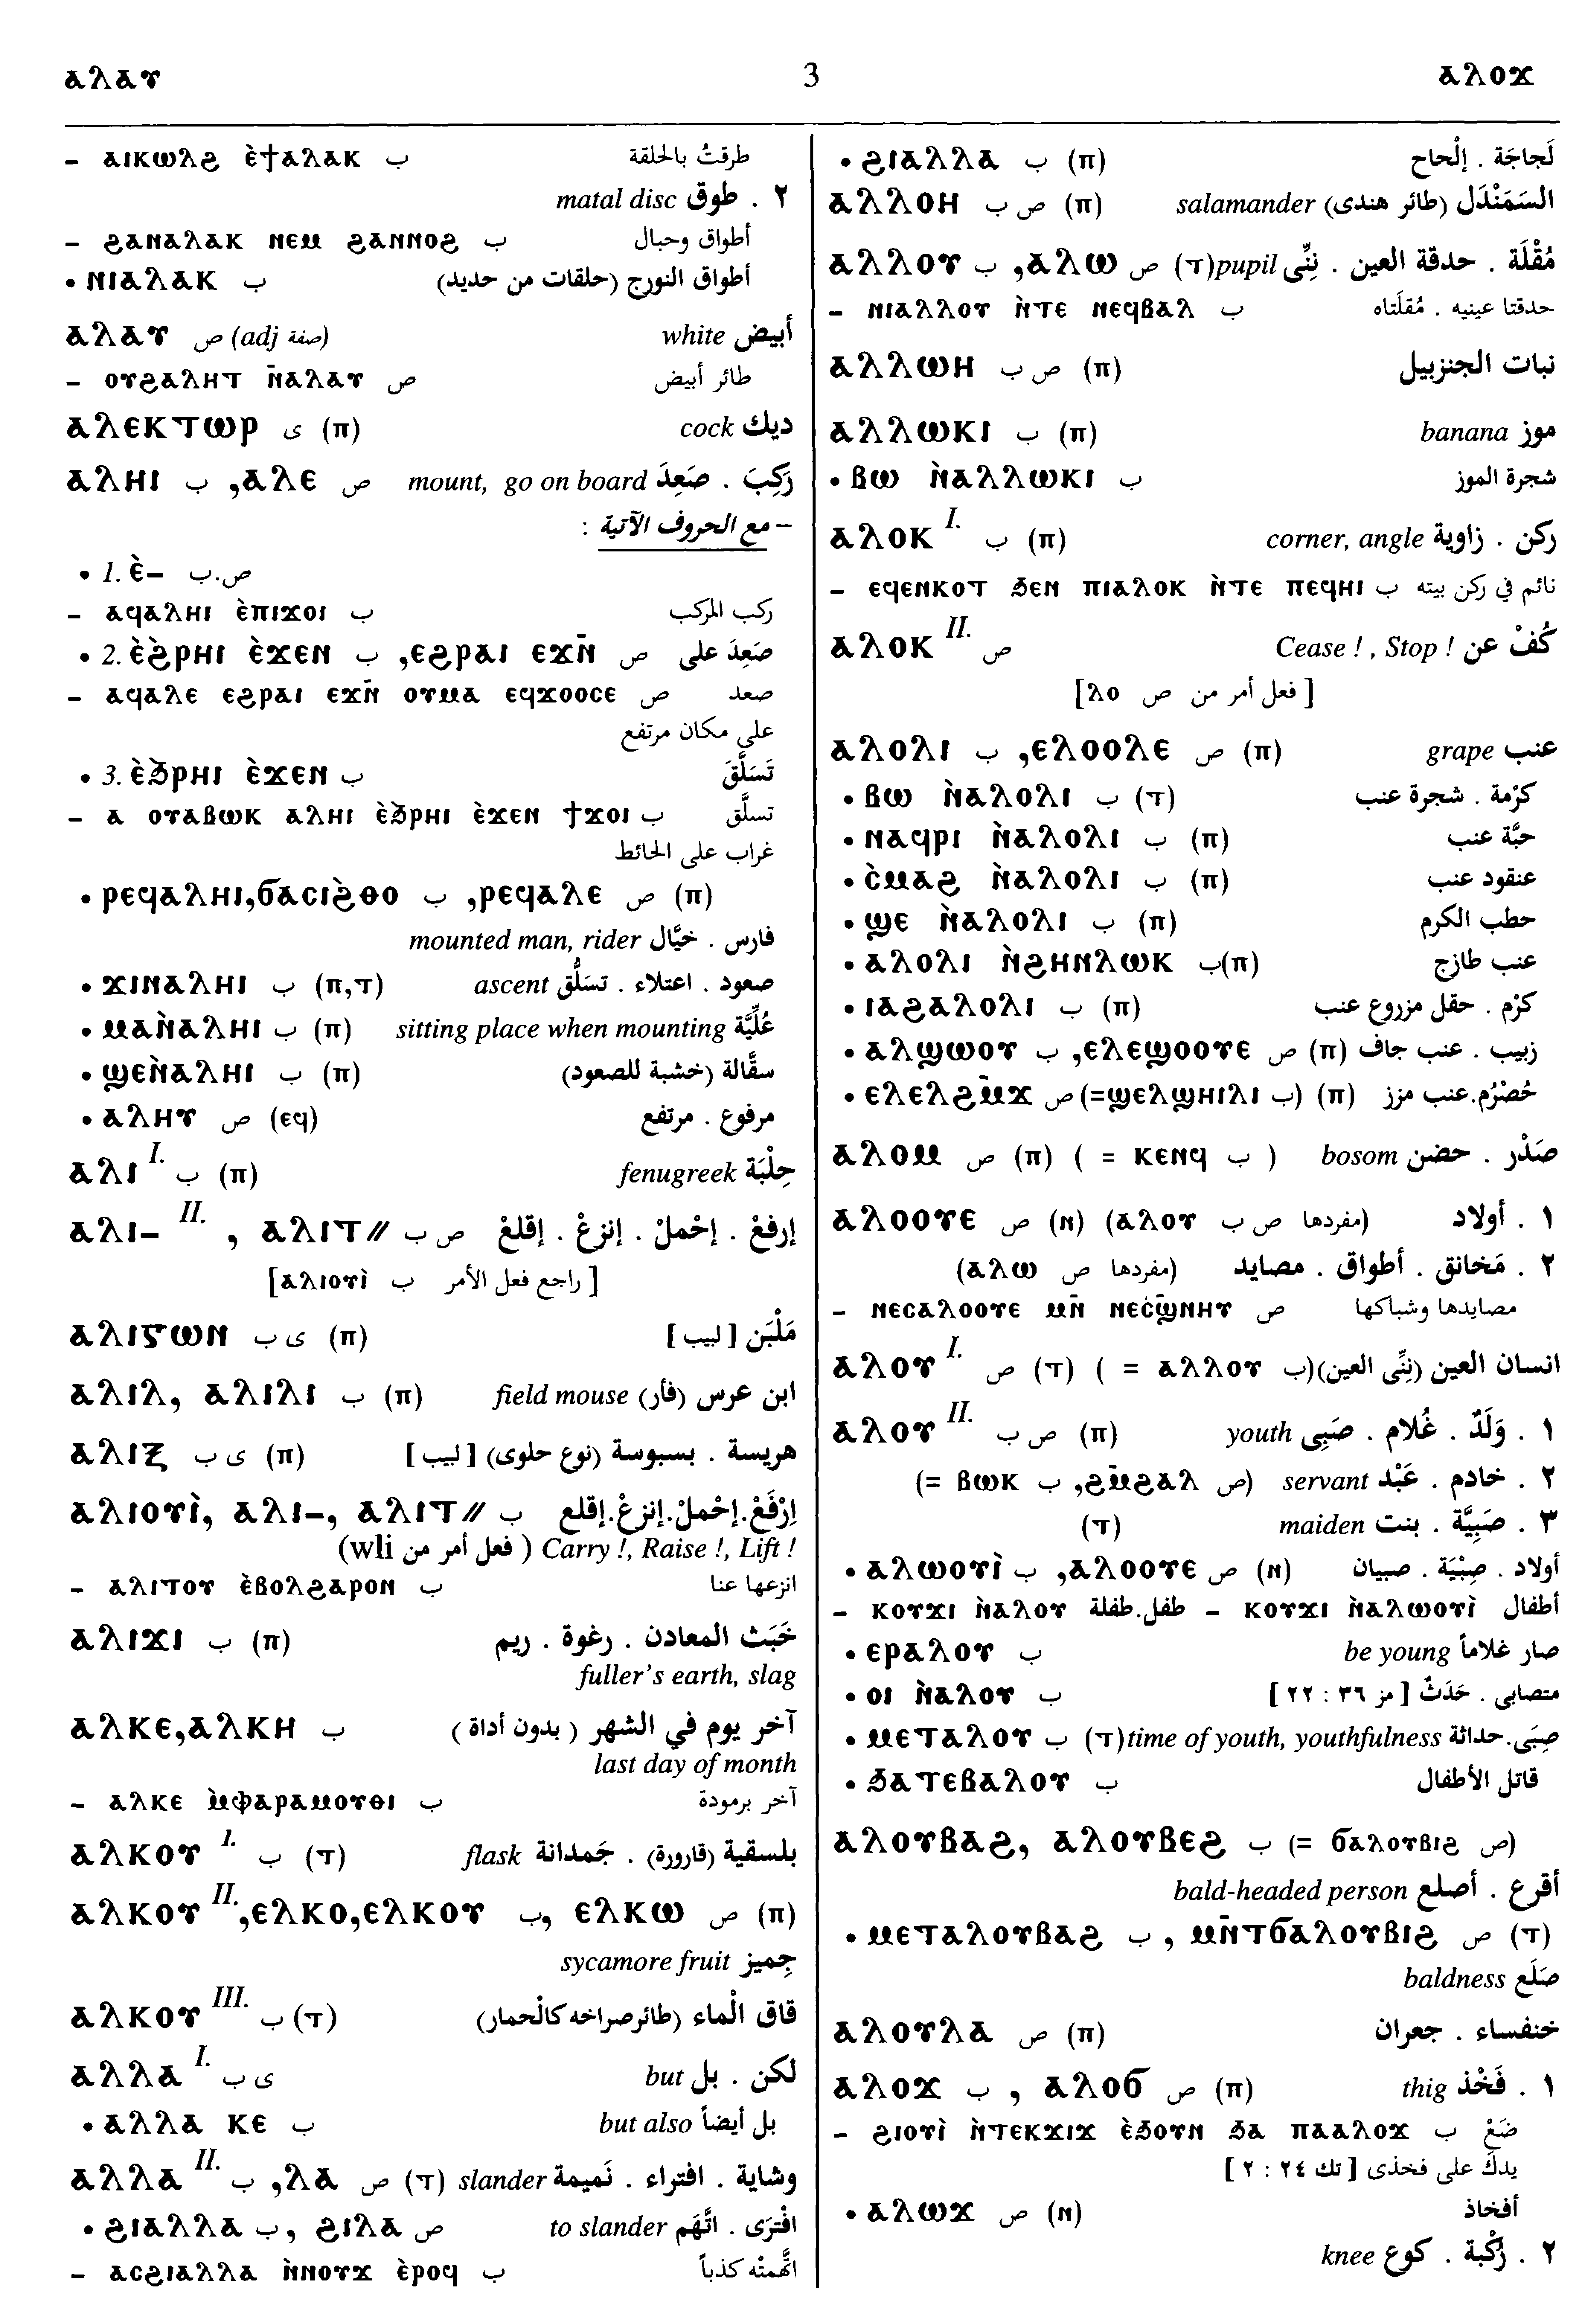 ⲁⲗⲁⲩ 3 ⲁⲗⲟϫ
– ⲁⲓⲕⲱⲗϩ ⲉ̀ϯⲁⲗⲁⲕ ب طرقتُ بالحلقة
٢ . طوق matal disc
– ϩⲁⲛⲁⲗⲁⲕ ⲛⲉⲙ ϩⲁⲛⲛⲟϩ ب أطواق وحبال
• ⲛⲓⲁⲗⲁⲕ ب أطواق النورج (حلقات من حديد)
ⲁⲗⲁⲩ ص (adj صفة) أبيض white
– ⲟⲩϩⲁⲗⲏⲧ ⲛ̄ⲁⲗⲁⲩ ص طائر أبيض
ⲁⲗⲉⲕⲧⲱⲣ ى (ⲡ) ديك cock
ⲁⲗⲏⲓ ب ,ⲁⲗⲉ ص رَكِبَ . صَعِدَ mount, go on board
– مع الحروف الآتية :
• 1. ⲉ̀– ص.ب
– ⲁϥⲁⲗⲏⲓ ⲉ̀ⲡⲓϫⲟⲓ ب ركب المركب
• 2. ⲉ̀ϩ̀ⲣⲏⲓ ⲉ̀ϫⲉⲛ ب ,ⲉϩⲣⲁⲓ ⲉϫⲛ̄ ص صَعِدَ على
– ⲁϥⲁⲗⲉ ⲉϩⲣⲁⲓ ⲉϫⲛ̄ ⲟⲩⲙⲁ ⲉϥϫⲟⲟⲥⲉ ص صعد
على مكان مرتفع
• 3. ⲉ̀ϧⲣⲏⲓ ⲉ̀ϫⲉⲛ ب تَسَلَّقَ
– ⲁ ⲟⲩⲁⲃⲱⲕ ⲁⲗⲏⲓ ⲉ̀ϧⲣⲏⲓ ⲉ̀ϫⲉⲛ ϯϫⲟⲓ ب تسلَّق
غراب على الحائط
• ⲣⲉϥⲁⲗⲏⲓ,ϭⲁⲥⲓϩ̀ⲑⲟ ب ,ⲣⲉϥⲁⲗⲉ ص (ⲡ)
فارس . خيَّال mounted man, rider
• ϫⲓⲛⲁⲗⲏⲓ ب (ⲡ,ⲧ) صعود . اعتلاء . تسَلُّق ascent
• ⲙⲁⲛ̀ⲁⲗⲏⲓ ب (ⲡ) عُلِّيَّة sitting place when mounting
• ϣⲉⲛ̀ⲁⲗⲏⲓ ب (ⲡ) سقَّالة (خشبة للصعود)
• ⲁⲗⲏⲩ ص (ⲉϥ) مرفوع . مرتفع
ⲁⲗⲓ I. ب (ⲡ) حِلْبَة fenugreek
ⲁⲗⲓ– II. , ⲁⲗⲓⲧ// ص ب إرفعْ . إحْملْ . إنزعْ . إقلعْ
[ راجع فعل الأمر ب ⲁⲗⲓⲟⲩⲓ̀]
ⲁⲗⲓⲋⲱⲛ ى ب (ⲡ) مَلْبَن [ لبيب ]
ⲁⲗⲓⲗ, ⲁⲗⲓⲗⲓ ب (ⲡ) ابن عرس (فأر) field mouse
ⲁⲗⲓⲝ ى ب (ⲡ) هريسة . بسبوسة (نوع حلوى) [ لبيب ]
ⲁⲗⲓⲟⲩⲓ̀, ⲁⲗⲓ–, ⲁⲗⲓⲧ// ب اِرْفَعْ.إحْملْ.إنزعْ.إقلع
(فعل أمر من wli) Carry !, Raise !, Lift !
– ⲁⲗⲓⲧⲟⲩ ⲉ̀ⲃⲟⲗϩⲁⲣⲟⲛ ب انزعها عنا
ⲁⲗⲓϫⲓ ب (ⲡ) خَبَث المعادن . رغوة . ريم
fuller's earth, slag
ⲁⲗⲕⲉ,ⲁⲗⲕⲏ ب آخر يوم في الشهر ( بدون أداة )
last day of month
– ⲁⲗⲕⲉ ⲙ̀ⲫⲁⲣⲁⲙⲟⲩⲑⲓ ب آخر برمودة
ⲁⲗⲕⲟⲩ I. ب (ⲧ) بلسقية (قارورة) . جَمدانة flask
ⲁⲗⲕⲟⲩ II.,ⲉⲗⲕⲟ,ⲉⲗⲕⲟⲩ ب, ⲉⲗⲕⲱ ص (ⲡ)
جميز sycamore fruit
ⲁⲗⲕⲟⲩ III. ب (ⲧ) قاق الْماء (طائرصراخه كالْحمار)
ⲁⲗⲗⲁ I. ى ب لكن . بل but
• ⲁⲗⲗⲁ ⲕⲉ ب بل أيضاً but also
ⲁⲗⲗⲁ II. ب ,ⲗⲁ ص (ⲧ) وشاية . افتراء . نَميمة slander
• ϩⲓⲁⲗⲗⲁ ب, ϩⲓⲗⲁ ص افْترَى . اتَّهَم to slander
– ⲁⲥϩⲓⲁⲗⲗⲁ ⲛ̀ⲛⲟⲩϫ ⲉ̀ⲣⲟϥ ب اتَّهمتْه كذباً
• ϩⲓⲁⲗⲗⲁ ب (ⲡ) لَجاجَة . إلْحاح
ⲁⲗⲗⲟⲏ ص ب (ⲡ) السَمَنْدَل (طائر هندى) salamander
ⲁⲗⲗⲟⲩ ب ,ⲁⲗⲱ ص (ⲧ) مُقْلَة . حدقة العين . نِنِّى pupil
– ⲛⲓⲁⲗⲗⲟⲩ ⲛ̀ⲧⲉ ⲛⲉϥⲃⲁⲗ ب حدقتا عينيه . مُقلَتاه
ⲁⲗⲗⲱⲏ ص ب (ⲡ) نبات الجنزبيل
ⲁⲗⲗⲱⲕⲓ ب (ⲡ) موز banana
• ⲃⲱ ⲛ̀ⲁⲗⲗⲱⲕⲓ ب شجرة الموز
ⲁⲗⲟⲕ I. ب (ⲡ) ركن . زاوية corner, angle
– ⲉϥⲉⲛⲕⲟⲧ ϧⲉⲛ ⲡⲓⲁⲗⲟⲕ ⲛ̀ⲧⲉ ⲡⲉϥⲏⲓ ب نائم في ركن بيته
ⲁⲗⲟⲕ II. ص كُفْ عن Cease ! , Stop !
[ فعل أمر من ص ⲗⲟ]
ⲁⲗⲟⲗⲓ ب ,ⲉⲗⲟⲟⲗⲉ ص (ⲡ) عنب grape
• ⲃⲱ ⲛ̀ⲁⲗⲟⲗⲓ ب (ⲧ) كرْمة . شجرة عنب
• ⲛⲁϥⲣⲓ ⲛ̀ⲁⲗⲟⲗⲓ ب (ⲡ) حبَّة عنب
• ⲥ̀ⲙⲁϩ ⲛ̀ⲁⲗⲟⲗⲓ ب (ⲡ) عنقود عنب
• ϣⲉ ⲛ̀ⲁⲗⲟⲗⲓ ب (ⲡ) حطب الكرم
• ⲁⲗⲟⲗⲓ ⲛ̀ϩⲏⲛⲗⲱⲕ ب(ⲡ) عنب طازج
• ⲓⲁϩⲁⲗⲟⲗⲓ ب (ⲡ) كرْم . حقل مزروع عنب
• ⲁⲗϣⲱⲟⲩ ب ,ⲉⲗⲉϣⲟⲟⲩⲉ ص (ⲡ) زبيب . عنب جاف
• ⲉⲗⲉⲗϩⲙ̄ϫ ص (=ϣⲉⲗϣⲏⲓⲗⲓ ب) (ⲡ) حُصْرُم.عنب مزز
ⲁⲗⲟⲙ ص (ⲡ) ( = ⲕⲉⲛϥ ب ) صَدْر . حضن bosom
ⲁⲗⲟⲟⲩⲉ ص (ⲛ) (ⲁⲗⲟⲩ مفردها ص ب) ١ . أولاد
٢ . مَخانق . أطواق . مصايد (مفردها ص ⲁⲗⲱ)
– ⲛⲉⲥⲁⲗⲟⲟⲩⲉ ⲙⲛ̄ ⲛⲉⲥ̀ϣ̄ⲛⲏⲩ ص مصايدها وشباكها
ⲁⲗⲟⲩ I. ص (ⲧ) ( = ⲁⲗⲗⲟⲩ ب) انسان العين (نِنِّى العين)
ⲁⲗⲟⲩ II. ص ب (ⲡ) ١ . وَلَدٌ . غُلام . صَبِى youth
٢ . خادم . عَبْد servant (ص ϩⲙ̄ϩⲁⲗ, ب ⲃⲱⲕ =)
٣ . صَبِيَّة . بنت maiden (ⲧ)
• ⲁⲗⲱⲟⲩⲓ̀ ب ,ⲁⲗⲟⲟⲩⲉ ص (ⲛ) أولاد . صِبْيَة . صبيان
– ⲕⲟⲩϫⲓ ⲛ̀ⲁⲗⲟⲩ طفل.طفلة – ⲕⲟⲩϫⲓ ⲛ̀ⲁⲗⲱⲟⲩⲓ̀ أطفال
• ⲉⲣⲁⲗⲟⲩ ب صار غلاماً be young
• ⲟⲓ ⲛ̀ⲁⲗⲟⲩ ب متصابى . حَدَثٌ [ مز ٣٦ : ٢٢ ]
• ⲙⲉⲧⲁⲗⲟⲩ ب (ⲧ) صِبَى.حداثة time of youth, youthfulness
• ϧⲁⲧⲉⲃⲁⲗⲟⲩ ب قاتل الأطفال
ⲁⲗⲟⲩⲃⲁϩ, ⲁⲗⲟⲩⲃⲉϩ ب (= ϭⲁⲗⲟⲩⲃⲓϩ ص)
أقرع . أصلع bald-headed person
• ⲙⲉⲧⲁⲗⲟⲩⲃⲁϩ ب , ⲙⲛ̄ⲧϭⲁⲗⲟⲩⲃⲓϩ ص (ⲧ)
صَلَع baldness
ⲁⲗⲟⲩⲗⲁ ص (ⲡ) خنفساء . جعران
ⲁⲗⲟϫ ب , ⲁⲗⲟϭ ص (ⲡ) ١ . فَخْذ thig
– ϩⲓⲟⲩⲓ̀ ⲛ̀ⲧⲉⲕϫⲓϫ ⲉ̀ϧⲟⲩⲛ ϧⲁ ⲡⲁⲁⲗⲟϫ ب ضَعْ
يدكَ على فخذى [ تك ٢٤ : ٢ ]
• ⲁⲗⲱϫ ص (ⲛ) أفخاذ
٢ . رُكْبة . كوع knee